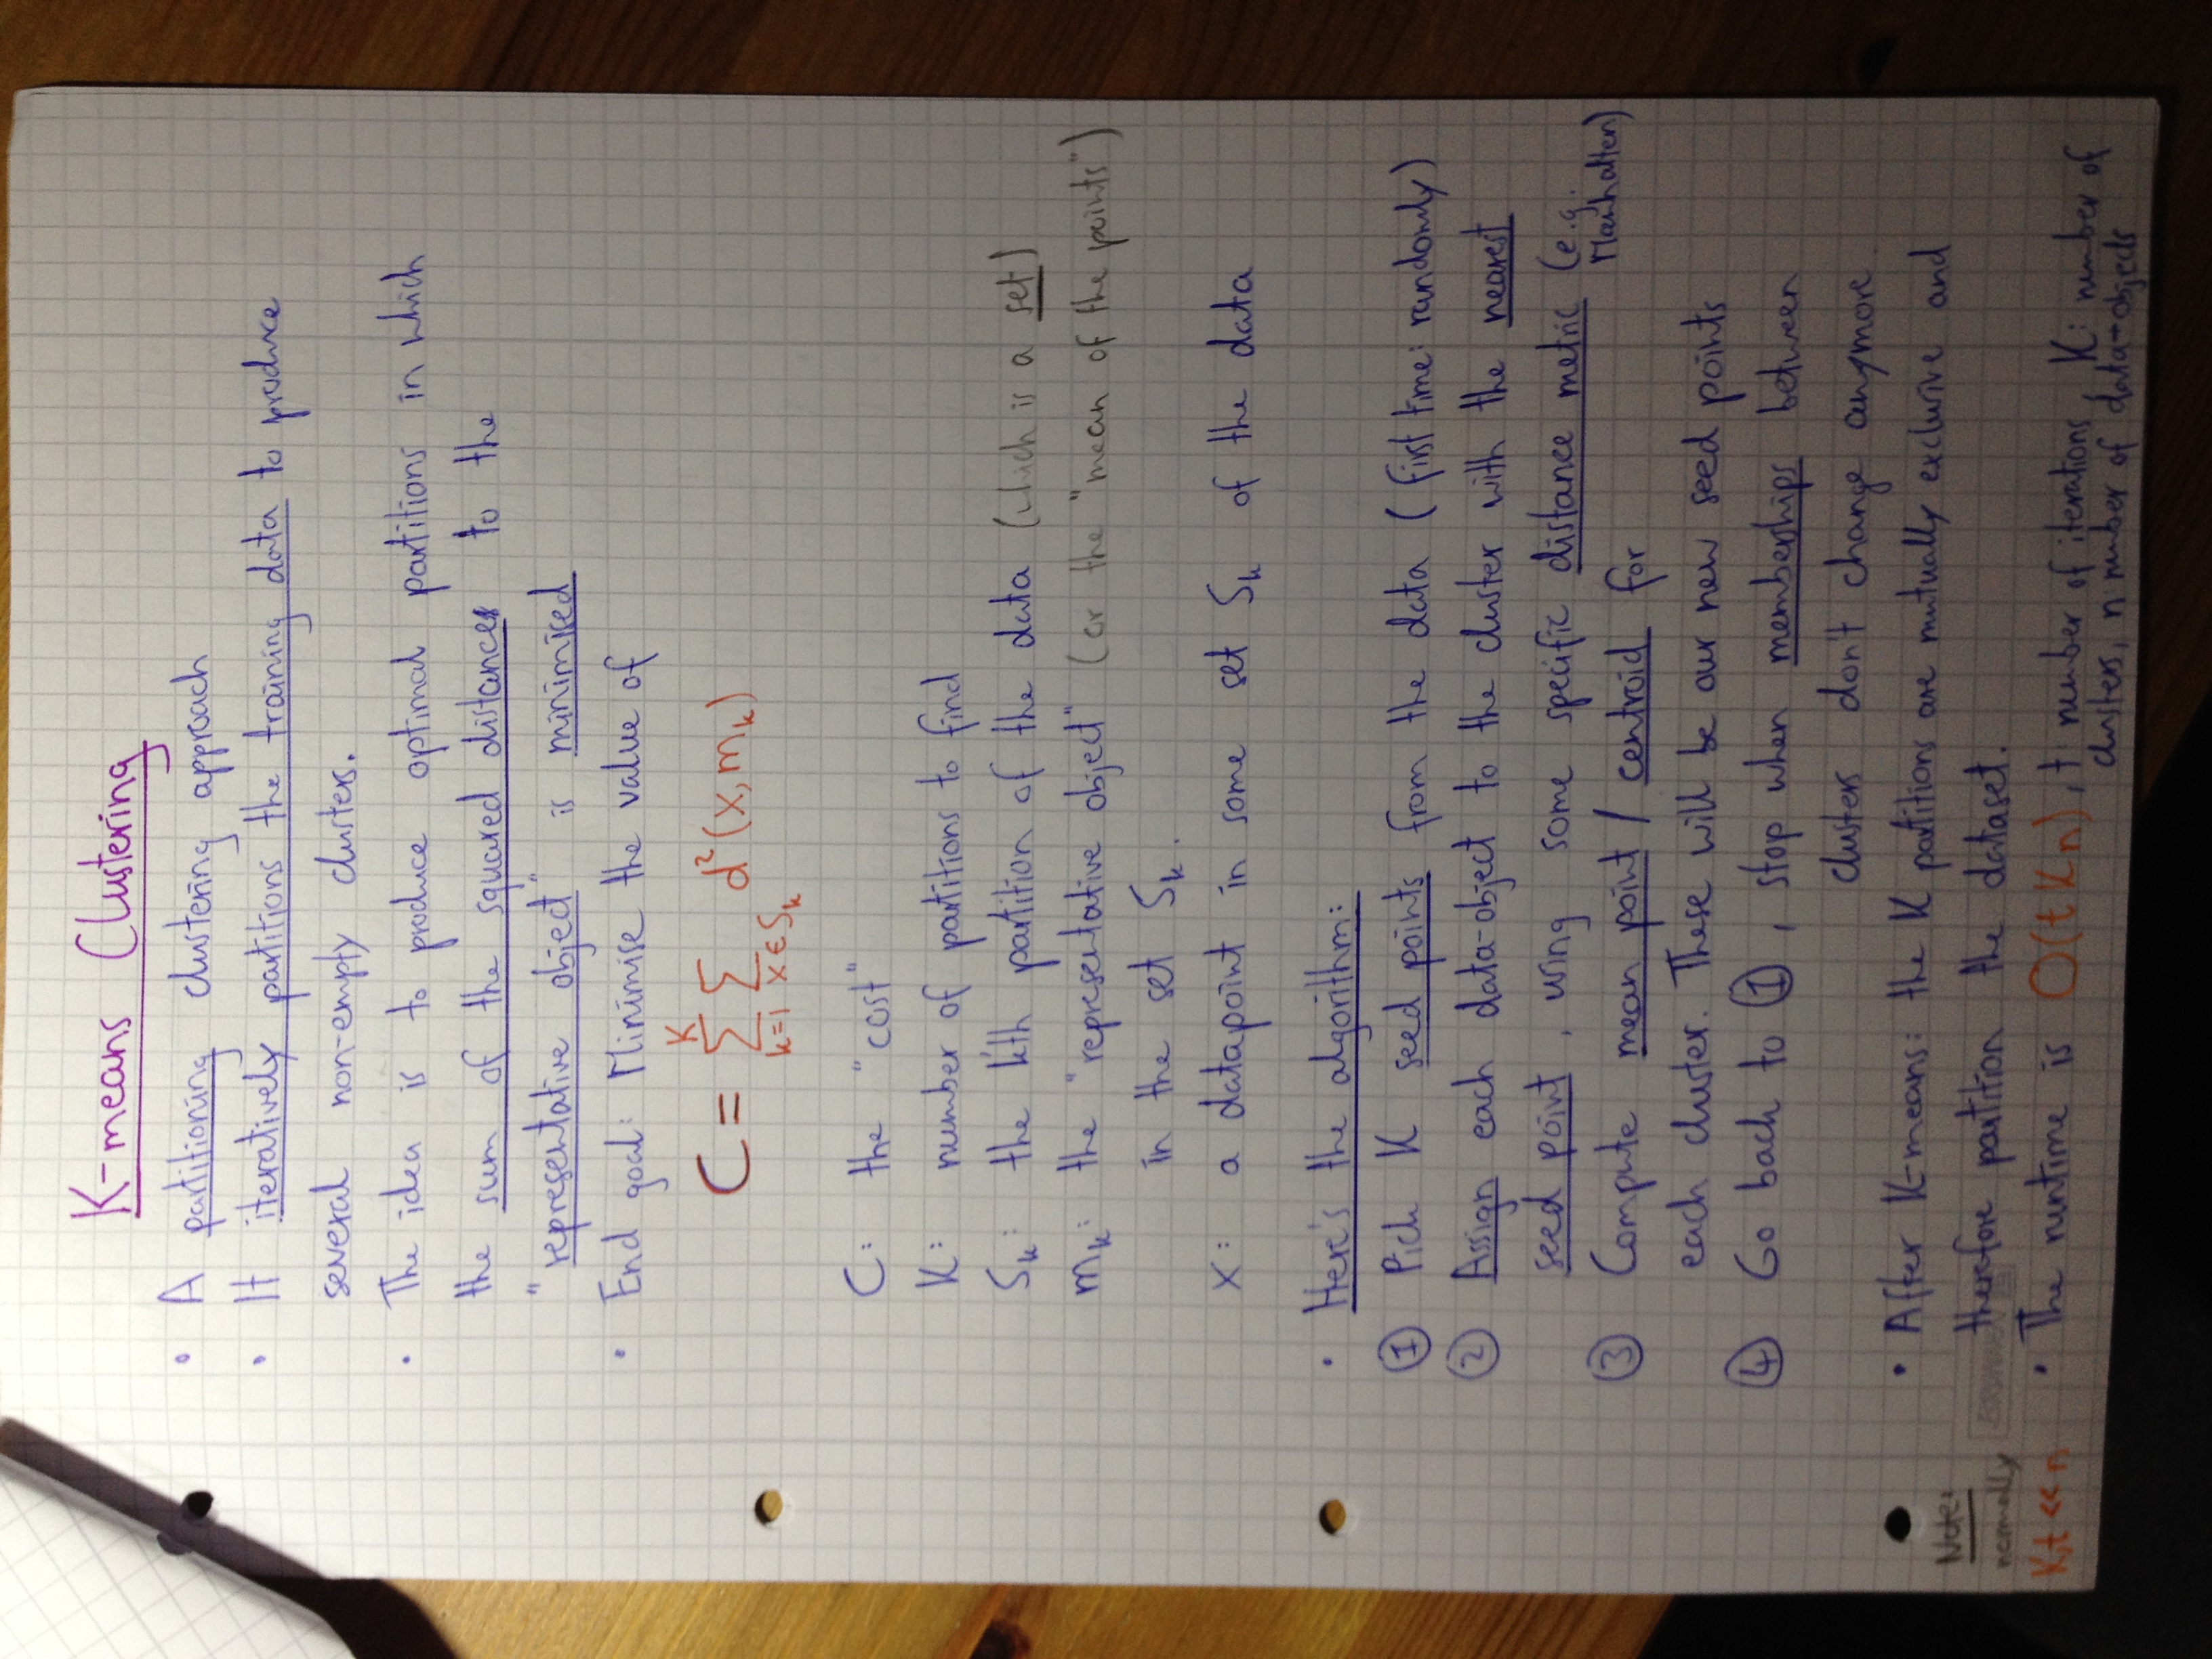 K-means Clustering
• A partitioning clustering approach
• It iteratively partitions the training data to produce
several non-empty clusters.
• The idea is to produce optimal partitions in which
the sum of the squared distances to the
"representative object" is minimised
• End goal: Minimise the value of
C = ∑_{k=1}^{K} ∑_{x∈S_k} d²(x, m_k)
C: the "cost"
K: number of partitions to find
S_k: the k'th partition of the data (which is a set)
m_k: the "representative object" (or the "mean of the points")
in the set S_k.
x: a datapoint in some set S_k of the data
• Here's the algorithm:
① Pick K seed points from the data (first time: randomly)
② Assign each data-object to the cluster with the nearest
seed point, using some specific distance metric (e.g.
Manhatten)
③ Compute mean point / centroid for
each cluster. These will be our new seed points
④ Go back to ①, stop when memberships between
clusters don't change anymore.
• After K-means: the K partitions are mutually exclusive and
therefore partition the dataset.
• The runtime is O(tKn), t: number of iterations, K: number of
clusters, n: number of data-objects
Note:
normally
K,t << n